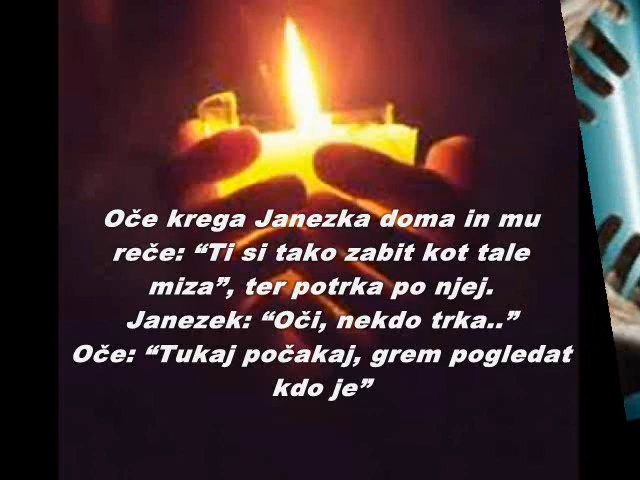 Oče krega Janezka doma in mu
reče: “Ti si tako zabit kot tale
miza”, ter potrka po njej.
Janezek: “Oči, nekdo trka..”
Oče: “Tukaj počakaj, grem pogledat
kdo je”